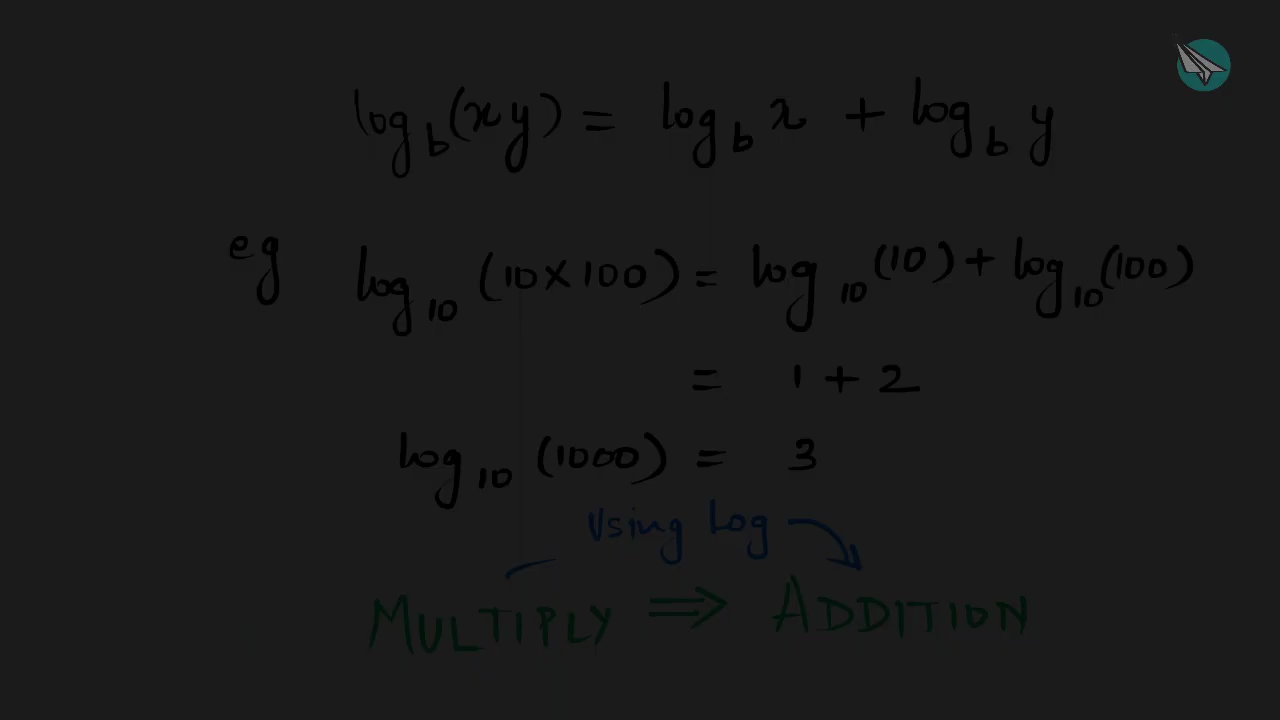 log_b(xy) = log_b x + log_b y
eg log_10 (10 X 100) = log_10 (10) + log_10 (100)
= 1 + 2
log_10 (1000) = 3
Using Log
MULTIPLY ⇒ ADDITION